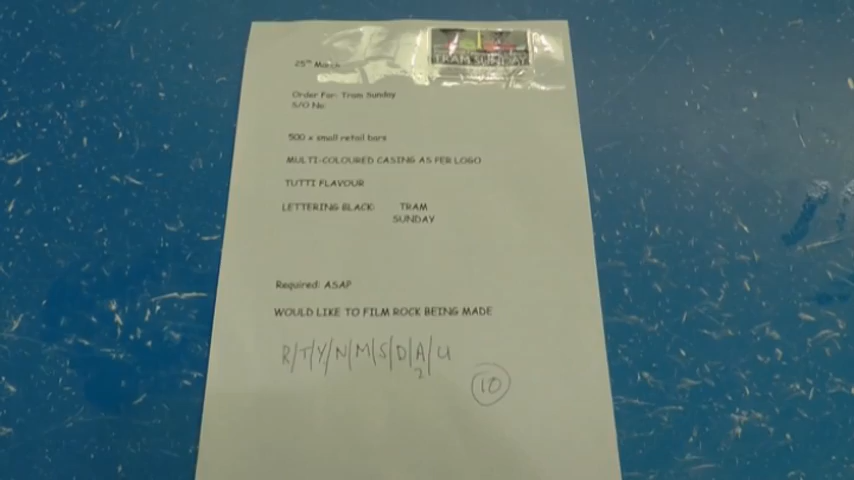 TRAM SUNDAY
25TH March
Order For: Tram Sunday
S/O No:
500 x small retail bars
MULTI-COLOURED CASING AS PER LOGO
TUTTI FLAVOUR
LETTERING BLACK: TRAM
SUNDAY
Required: ASAP
WOULD LIKE TO FILM ROCK BEING MADE
R/T/Y/N/M/S/D/A/U
2
10